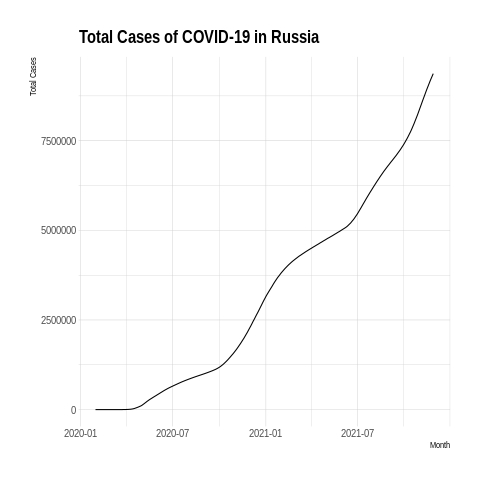 Total Cases of COVID-19 in Russia
Total Cases
7500000
5000000
2500000
0
2020-01 2020-07 2021-01 2021-07
Month